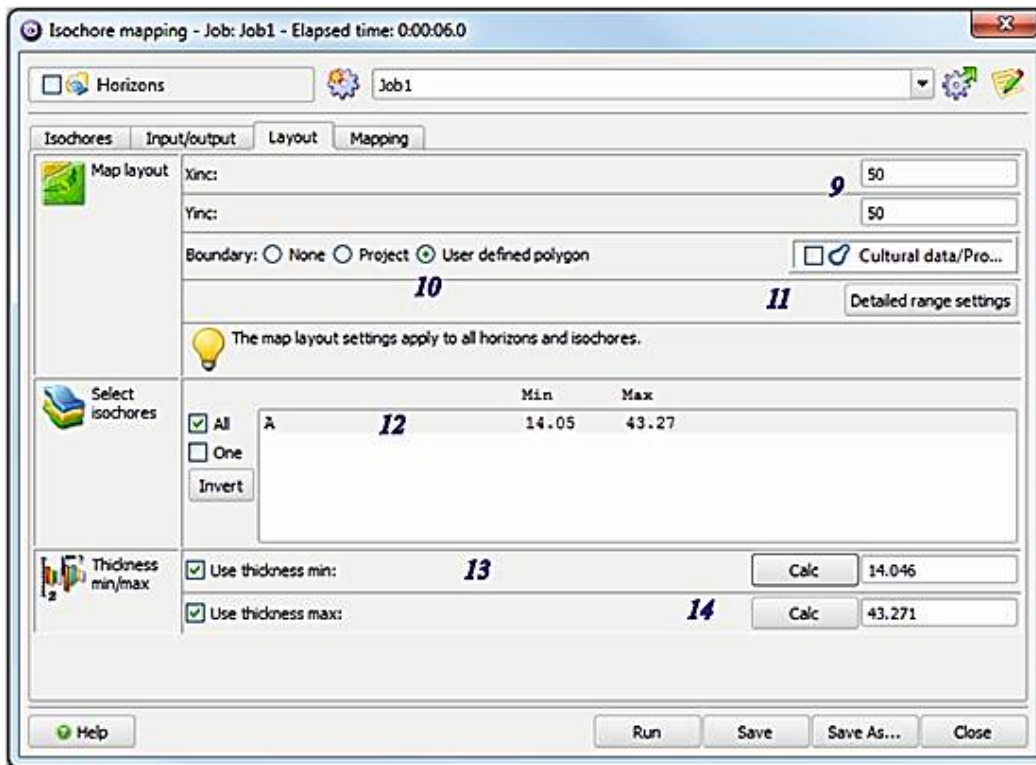 Isochore mapping - Job: Job1 - Elapsed time: 0:00:06.0
Horizons Job1
Isochores Input/output Layout Mapping
Map layout Xinc: 9 50
Yinc: 50
Boundary: None Project User defined polygon Cultural data/Pro...
10 11 Detailed range settings
The map layout settings apply to all horizons and isochores.
Select isochores
Min Max
All A 12 14.05 43.27
One
Invert
Thickness min/max
Use thickness min: 13 Calc 14.046
Use thickness max: 14 Calc 43.271
Help Run Save Save As... Close